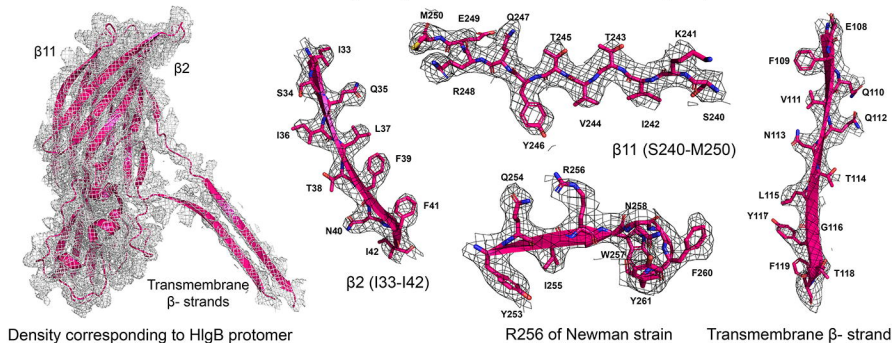 β11
β2
Transmembrane
β- strands
Density corresponding to HlgB protomer
I33
S34
Q35
I36
L37
T38
F39
N40
F41
I42
β2 (I33-I42)
M250
E249
Q247
R248
T245
T243
K241
Y246
V244
I242
S240
β11 (S240-M250)
Q254
R256
N258
I255
W257
F260
Y253
Y261
R256 of Newman strain
E108
F109
Q110
V111
Q112
N113
T114
L115
G116
Y117
F119
T118
Transmembrane β- strand